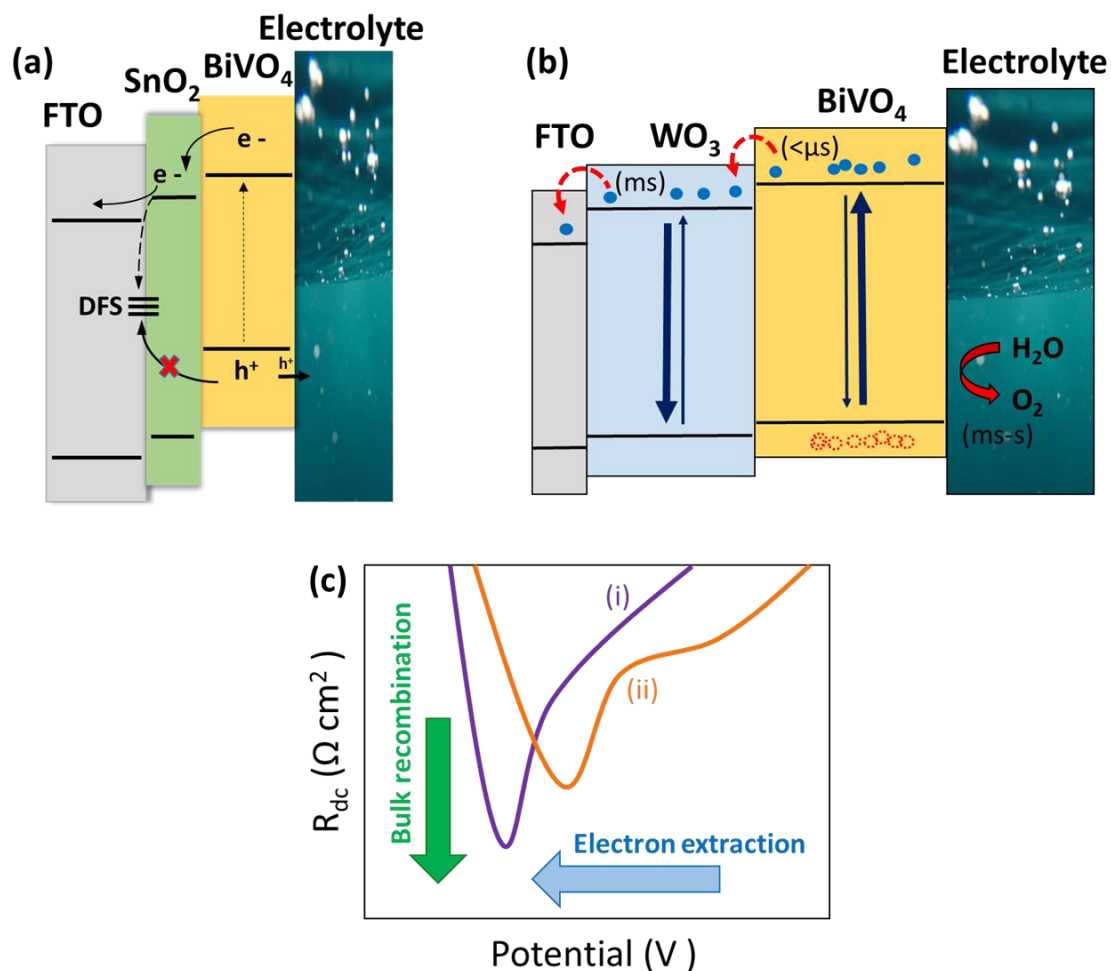 (a)
FTO
SnO₂
BiVO₄
Electrolyte
e -
e -
DFS
h⁺
h⁺
(b)
FTO
WO₃
BiVO₄
Electrolyte
(ms)
(<μs)
H₂O
O₂
(ms-s)
(c)
(i)
(ii)
Bulk recombination
Electron extraction
R_dc (Ω cm²)
Potential (V)